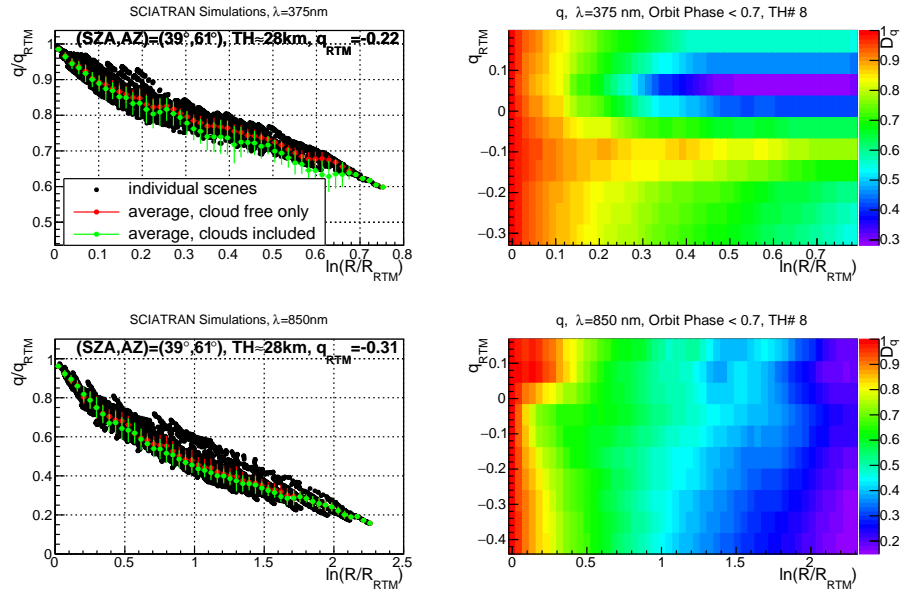 SCIATRAN Simulations, λ=375nm
(SZA,AZ)=(39°,61°), TH≈28km, q_RTM=-0.22
q/q_RTM
1
0.9
0.8
0.7
0.6
0.5
individual scenes
average, cloud free only
average, clouds included
0 0.1 0.2 0.3 0.4 0.5 0.6 0.7 0.8
ln(R/R_RTM)
q, λ=375 nm, Orbit Phase < 0.7, TH# 8
q_RTM
0.1
0
−0.1
−0.2
−0.3
0 0.1 0.2 0.3 0.4 0.5 0.6 0.7
ln(R/R_RTM)
D_q
1
0.9
0.8
0.7
0.6
0.5
0.4
0.3
SCIATRAN Simulations, λ=850nm
(SZA,AZ)=(39°,61°), TH≈28km, q_RTM=-0.31
q/q_RTM
1
0.8
0.6
0.4
0.2
0
0 0.5 1 1.5 2 2.5
ln(R/R_RTM)
q, λ=850 nm, Orbit Phase < 0.7, TH# 8
q_RTM
0.1
0
−0.1
−0.2
−0.3
−0.4
0 0.5 1 1.5 2
ln(R/R_RTM)
D_q
1
0.9
0.8
0.7
0.6
0.5
0.4
0.3
0.2